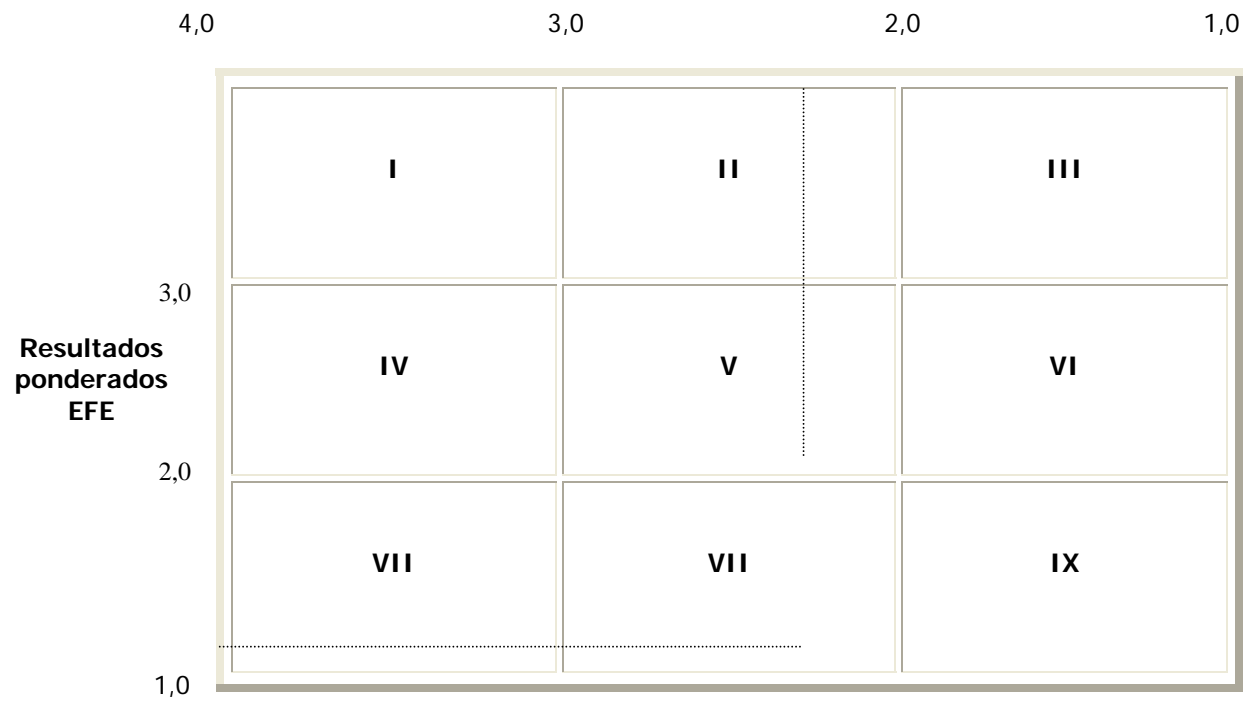 4,0 3,0 2,0 1,0
I II III
3,0
Resultados
ponderados
EFE
IV V VI
2,0
VII VII IX
1,0